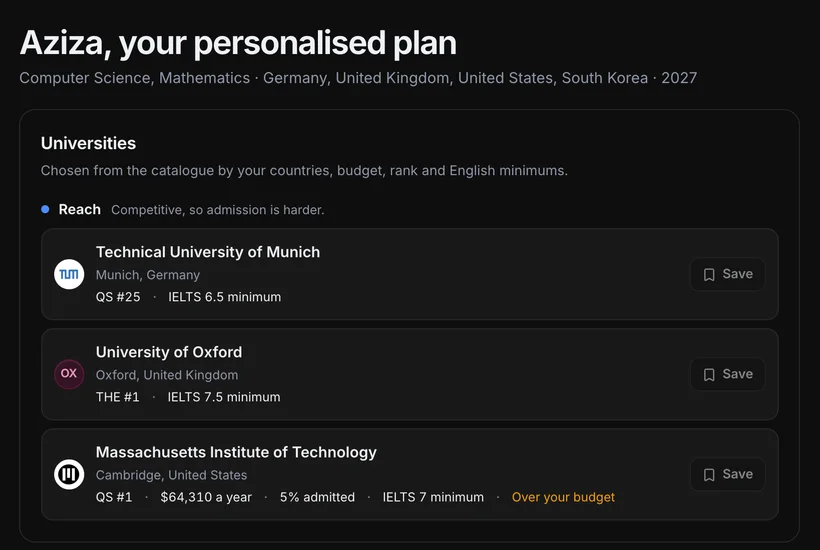 Aziza, your personalised plan
Computer Science, Mathematics · Germany, United Kingdom, United States, South Korea · 2027
Universities
Chosen from the catalogue by your countries, budget, rank and English minimums.
Reach Competitive, so admission is harder.
TUM
Technical University of Munich
Munich, Germany
QS #25 · IELTS 6.5 minimum
Save
OX
University of Oxford
Oxford, United Kingdom
THE #1 · IELTS 7.5 minimum
Save
Massachusetts Institute of Technology
Cambridge, United States
QS #1 · $64,310 a year · 5% admitted · IELTS 7 minimum · Over your budget
Save